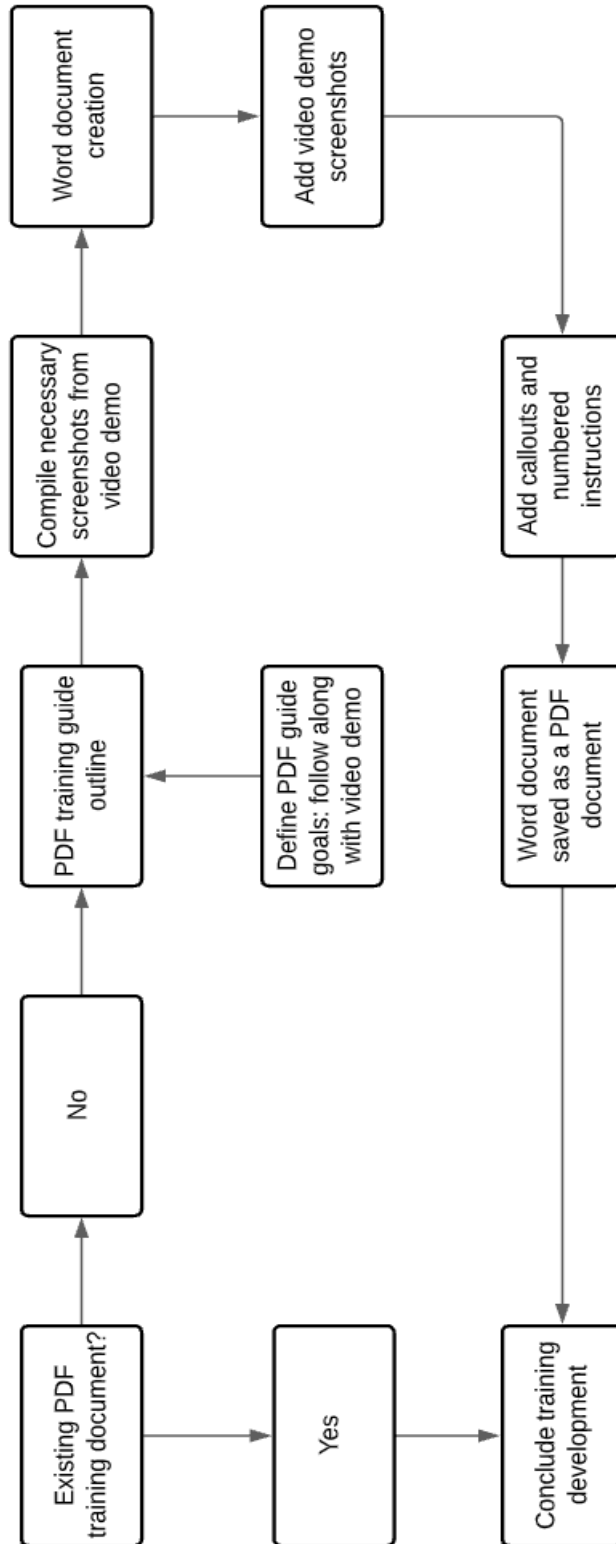 Existing PDF
training document?
No
PDF training guide
outline
Compile necessary
screenshots from
video demo
Word document
creation
Yes
Define PDF guide
goals: follow along
with video demo
Add video demo
screenshots
Conclude training
development
Word document
saved as a PDF
document
Add callouts and
numbered
instructions